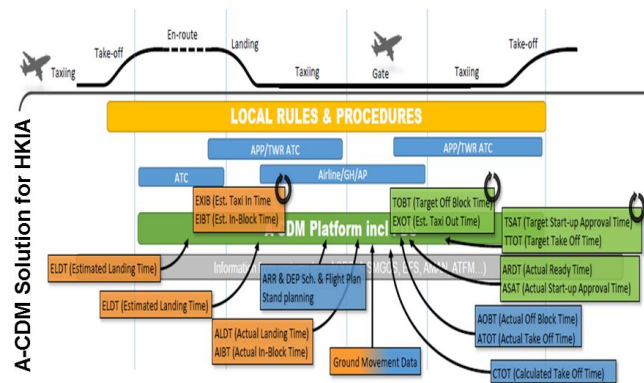 En-route
Take-off
Landing
Take-off
Taxiing
Taxiing
Gate
Taxiing
A-CDM Solution for HKIA
LOCAL RULES & PROCEDURES
APP/TWR ATC
APP/TWR ATC
ATC
Airline/GH/AP
EXIB (Est. Taxi In Time
EIBT (Est. In-Block Time)
TOBT (Target Off Block Time)
EXOT (Est. Taxi Out Time)
TSAT (Target Start-up Approval Time)
TTOT (Target Take Off Time)
A-CDM Platform incl
ELDT (Estimated Landing Time)
Information
SMGCS, EFS, AMAN, ATFM...)
ARR & DEP Sch. & Flight Plan
Stand planning
ARDT (Actual Ready Time)
ASAT (Actual Start-up Approval Time)
ELDT (Estimated Landing Time)
AOBT (Actual Off Block Time)
ATOT (Actual Take Off Time)
ALDT (Actual Landing Time)
AIBT (Actual In-Block Time)
Ground Movement Data
CTOT (Calculated Take Off Time)